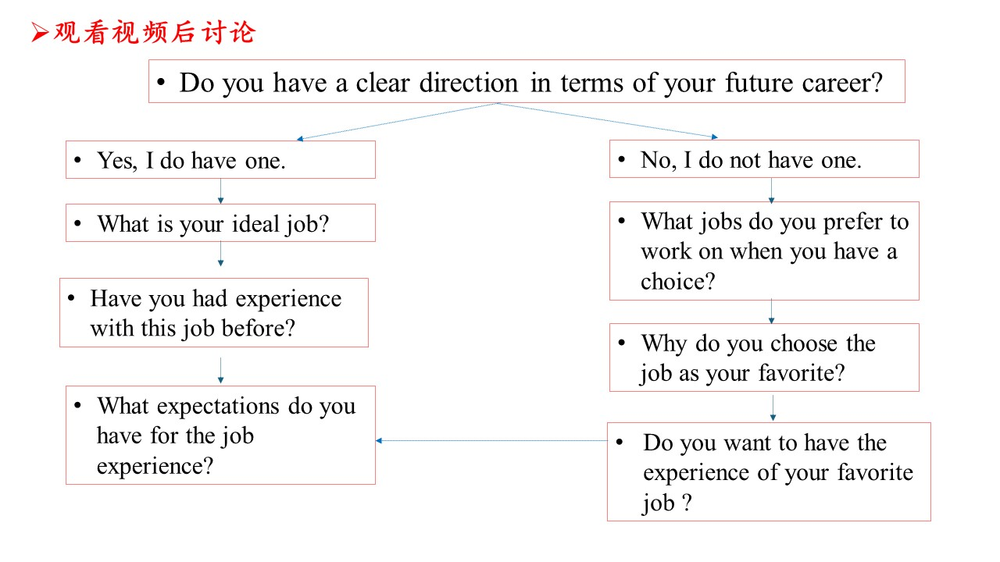 ➢观看视频后讨论
• Do you have a clear direction in terms of your future career?
• Yes, I do have one.
• What is your ideal job?
• Have you had experience
with this job before?
• What expectations do you
have for the job
experience?
• No, I do not have one.
• What jobs do you prefer to
work on when you have a
choice?
• Why do you choose the
job as your favorite?
• Do you want to have the
experience of your favorite
job ?